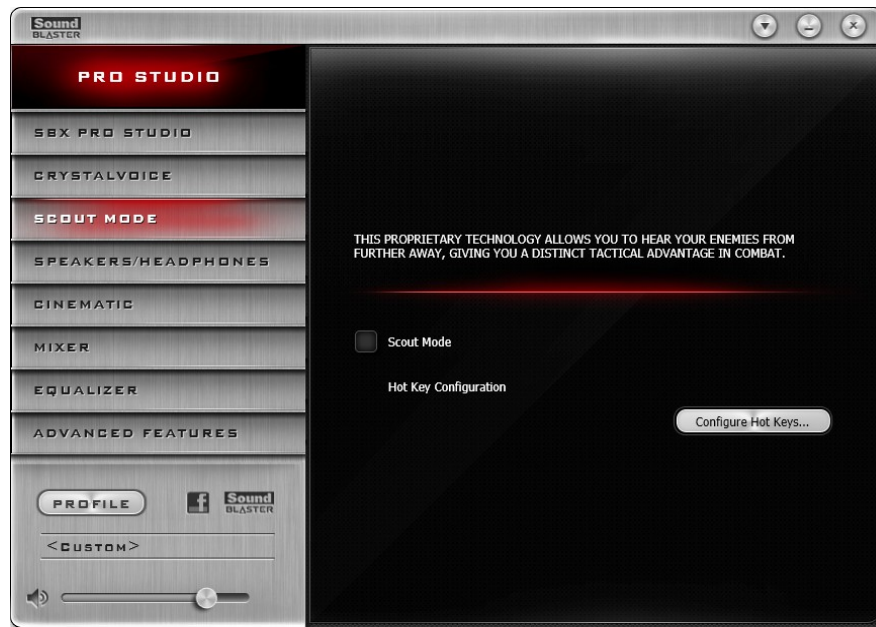 Sound
BLASTER
PRO STUDIO
SBX PRO STUDIO
CRYSTALVOICE
SCOUT MODE
SPEAKERS/HEADPHONES
CINEMATIC
MIXER
EQUALIZER
ADVANCED FEATURES
PROFILE
f
Sound
BLASTER
<CUSTOM>
THIS PROPRIETARY TECHNOLOGY ALLOWS YOU TO HEAR YOUR ENEMIES FROM
FURTHER AWAY, GIVING YOU A DISTINCT TACTICAL ADVANTAGE IN COMBAT.
Scout Mode
Hot Key Configuration
Configure Hot Keys...